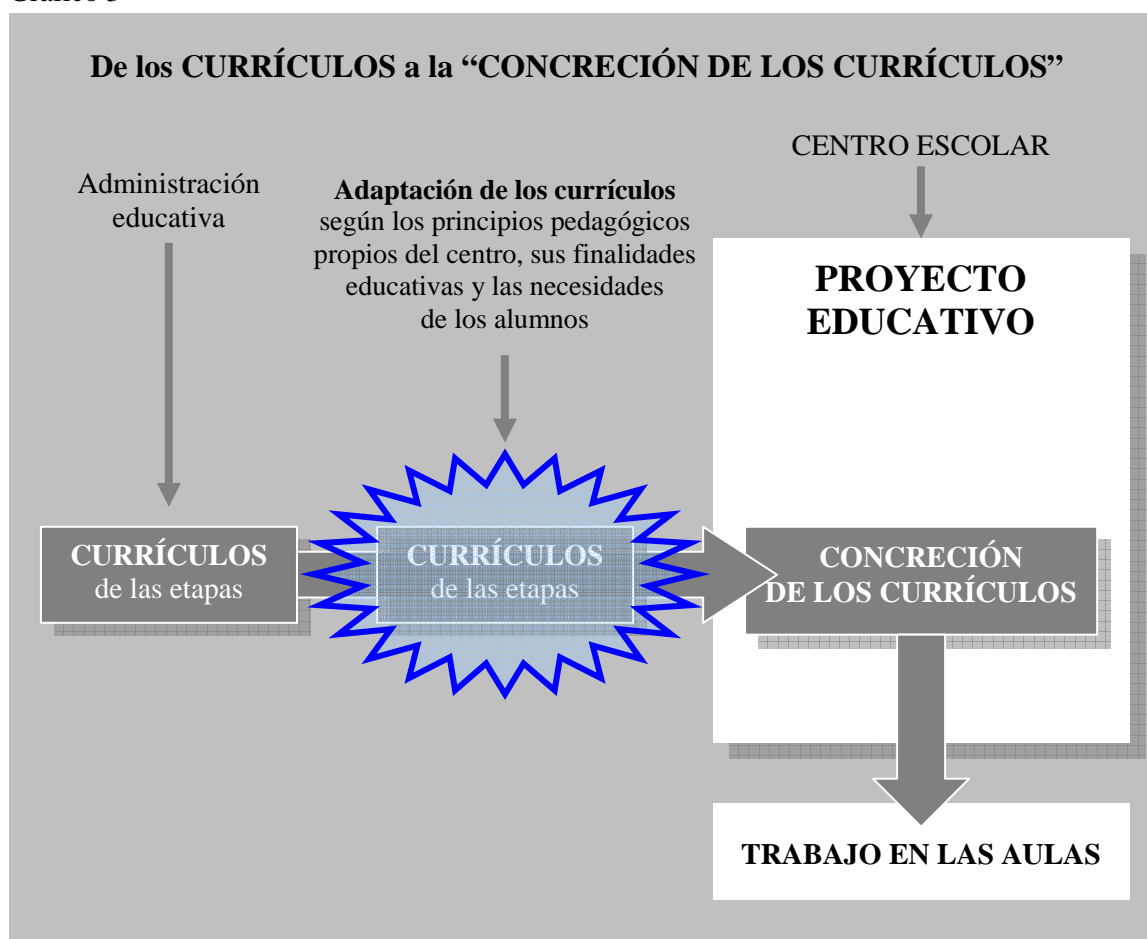 De los CURRÍCULOS a la “CONCRECIÓN DE LOS CURRÍCULOS”
CENTRO ESCOLAR
Administración
educativa
Adaptación de los currículos
según los principios pedagógicos
propios del centro, sus finalidades
educativas y las necesidades
de los alumnos
PROYECTO
EDUCATIVO
CURRÍCULOS
de las etapas
CURRÍCULOS
de las etapas
CONCRECIÓN
DE LOS CURRÍCULOS
TRABAJO EN LAS AULAS